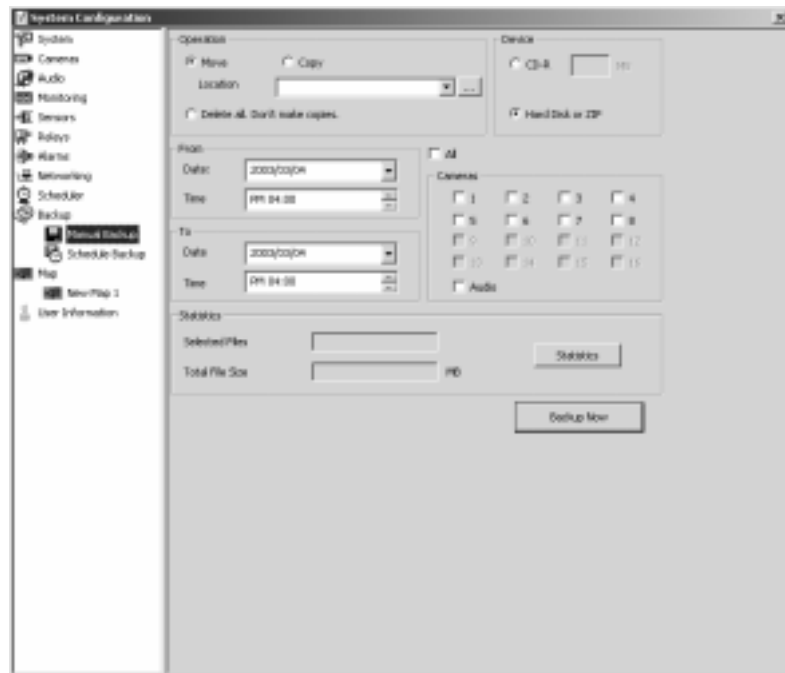 System Configuration
System
Cameras
Audio
Monitoring
Sensors
Relays
Alarms
Networking
Scheduler
Backup
Manual Backup
Schedule Backup
Map
New Map 1
User Information
Operation
Move
Copy
Location
...
Delete all. Don't make copies.
Device
CD-R
Hard Disk or ZIP
From
Date:
2003/03/04
Time
PM 04:00
To
Date
2003/03/04
Time
PM 04:00
All
Cameras
1 2 3 4
5 6 7 8
9 10 11 12
13 14 15 16
Audio
Statistics
Selected Files
Total File Size
MB
Statistics
Backup Now